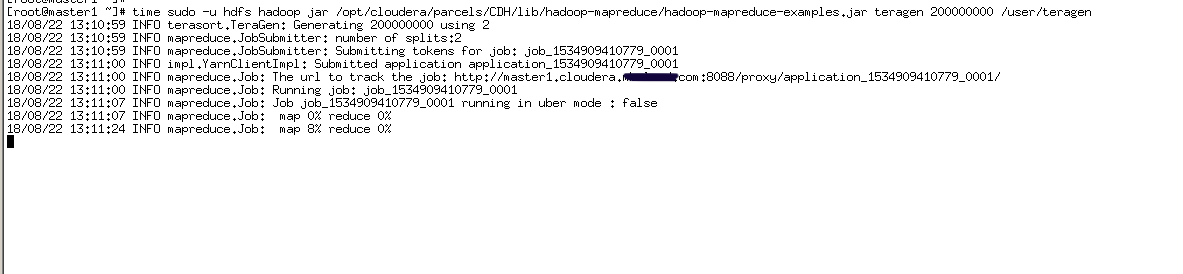 [root@master1 ~]#
[root@master1 ~]# time sudo -u hdfs hadoop jar /opt/cloudera/parcels/CDH/lib/hadoop-mapreduce/hadoop-mapreduce-examples.jar teragen 200000000 /user/teragen
18/08/22 13:10:59 INFO terasort.TeraGen: Generating 200000000 using 2
18/08/22 13:10:59 INFO mapreduce.JobSubmitter: number of splits:2
18/08/22 13:10:59 INFO mapreduce.JobSubmitter: Submitting tokens for job: job_1534909410779_0001
18/08/22 13:11:00 INFO impl.YarnClientImpl: Submitted application application_1534909410779_0001
18/08/22 13:11:00 INFO mapreduce.Job: The url to track the job: http://master1.cloudera. com:8088/proxy/application_1534909410779_0001/
18/08/22 13:11:00 INFO mapreduce.Job: Running job: job_1534909410779_0001
18/08/22 13:11:07 INFO mapreduce.Job: Job job_1534909410779_0001 running in uber mode : false
18/08/22 13:11:07 INFO mapreduce.Job:  map 0% reduce 0%
18/08/22 13:11:24 INFO mapreduce.Job:  map 8% reduce 0%